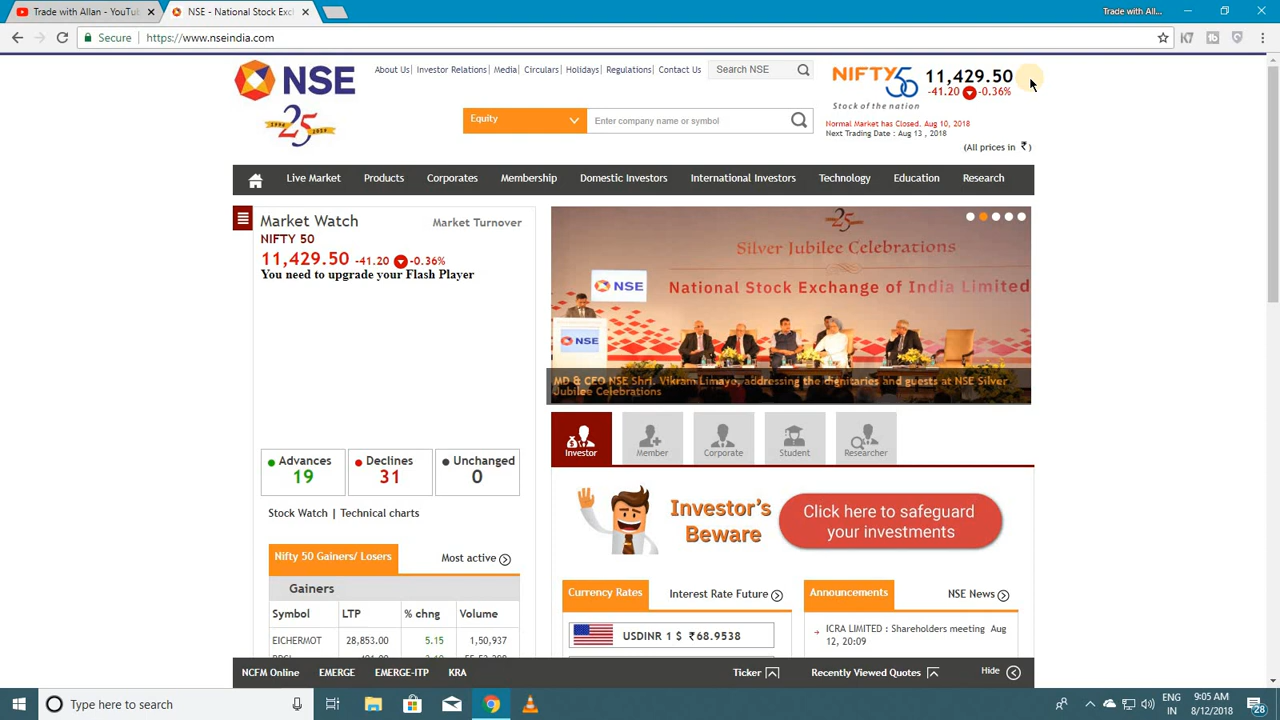 Trade with Allan - YouTub
NSE - National Stock Exc
Trade with All...
Secure
https://www.nseindia.com
NSE
25
About Us| Investor Relations| Media| Circulars| Holidays| Regulations| Contact Us
Search NSE
NIFTY50
Stock of the nation
11,429.50
-41.20 -0.36%
Normal Market has Closed. Aug 10, 2018
Next Trading Date : Aug 13 , 2018
(All prices in ₹ )
Equity
Enter company name or symbol
Live Market Products Corporates Membership Domestic Investors International Investors Technology Education Research
Market Watch
Market Turnover
NIFTY 50
11,429.50 -41.20 -0.36%
You need to upgrade your Flash Player
25
Silver Jubilee Celebrations
NSE
National Stock Exchange of India Limited
NSE
MD & CEO NSE Shri. Vikram Limaye, addressing the dignitaries and guests at NSE Silver
Jubilee Celebrations
Investor
Member
Corporate
Student
Researcher
Advances
19
Declines
31
Unchanged
0
Stock Watch | Technical charts
Investor's
Beware
Click here to safeguard
your investments
Nifty 50 Gainers/ Losers
Most active
Gainers
Symbol LTP % chng Volume
EICHERMOT 28,853.00 5.15 1,50,937
Currency Rates
Interest Rate Future
USDINR 1 $ ₹68.9538
Announcements
NSE News
ICRA LIMITED : Shareholders meeting Aug
12, 20:09
NCFM Online EMERGE EMERGE-ITP KRA
Ticker
Recently Viewed Quotes
Hide
Type here to search
ENG
IN
9:05 AM
8/12/2018
28